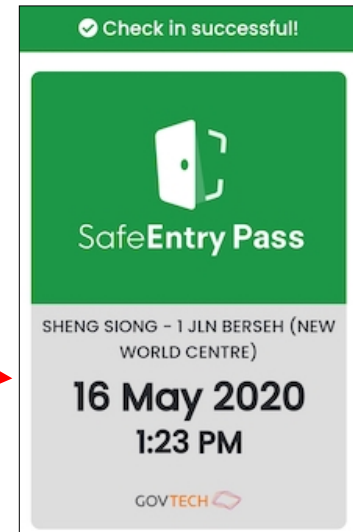 Check in successful!
SafeEntry Pass
SHENG SIONG - 1 JLN BERSEH (NEW
WORLD CENTRE)
16 May 2020
1:23 PM
GOVTECH